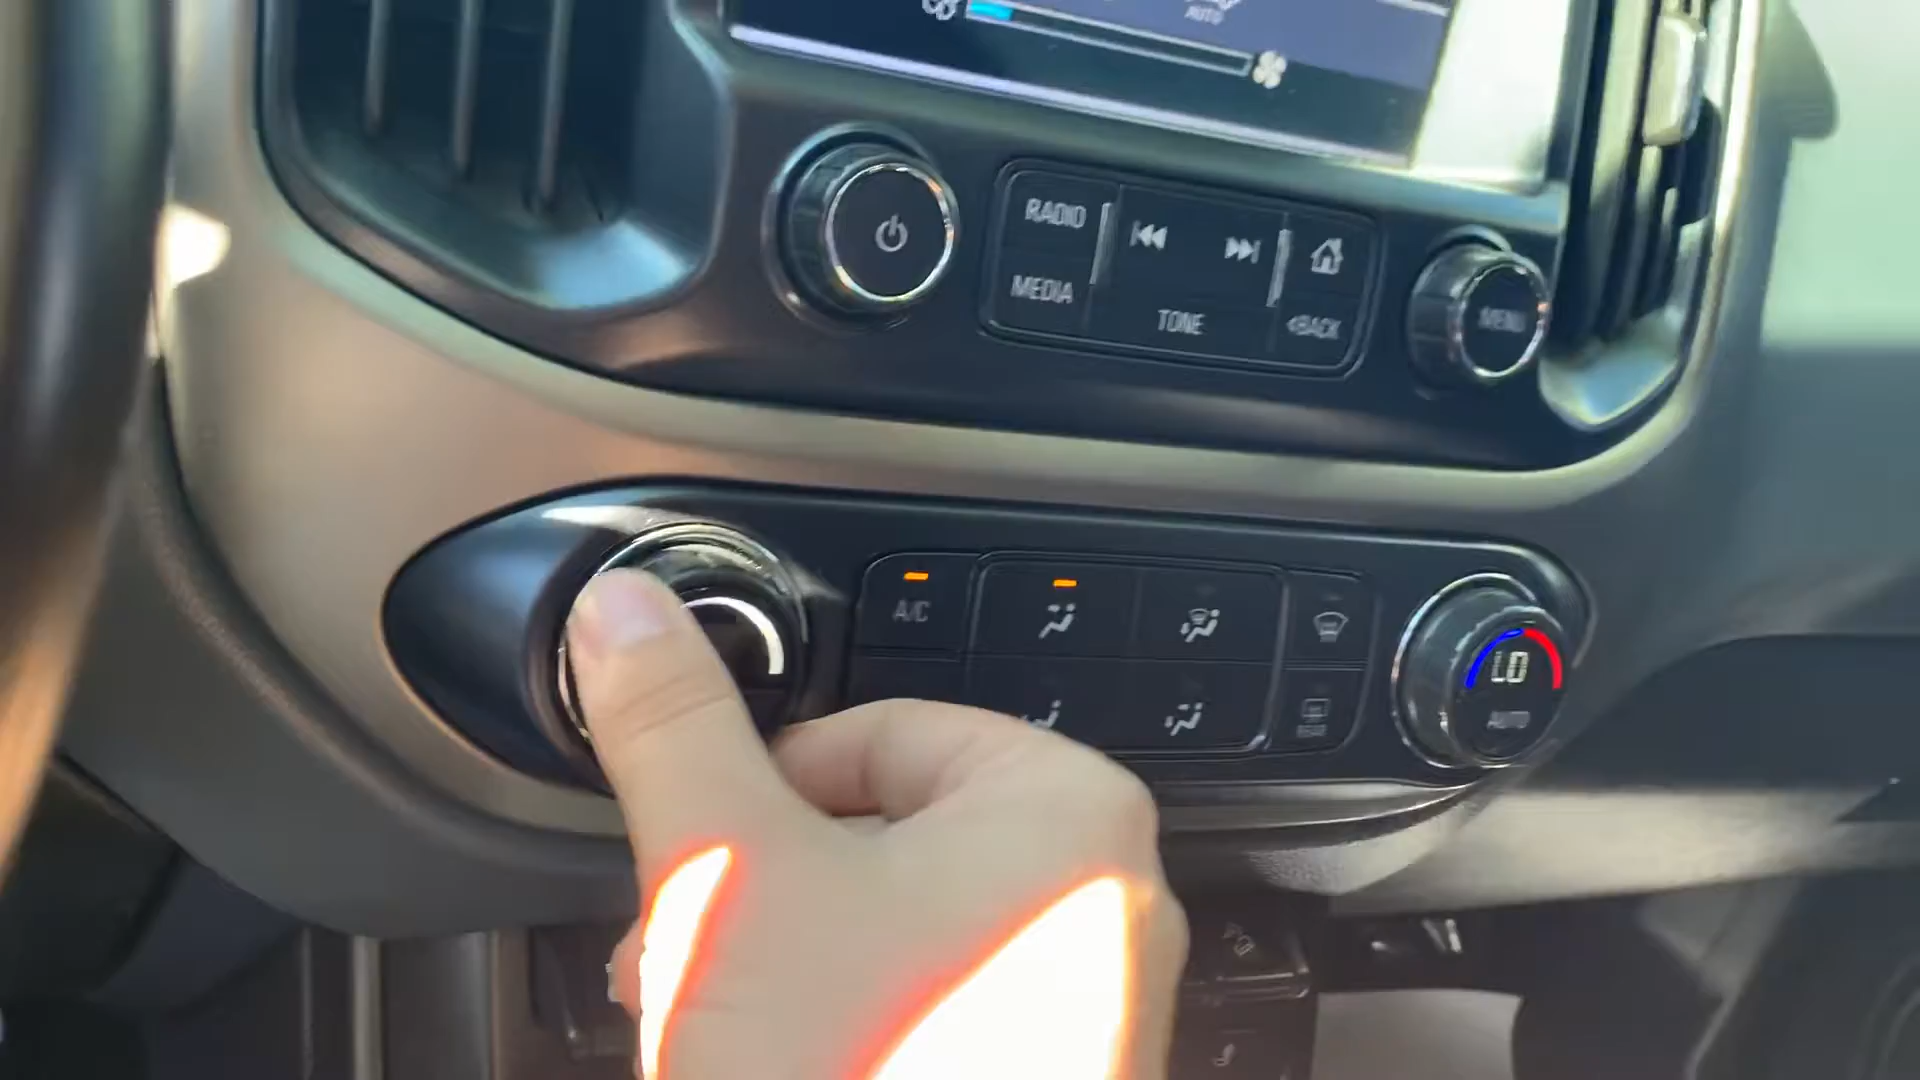 AUTO
RADIO
MEDIA
TONE
<BACK
MENU
A/C
LO
AUTO